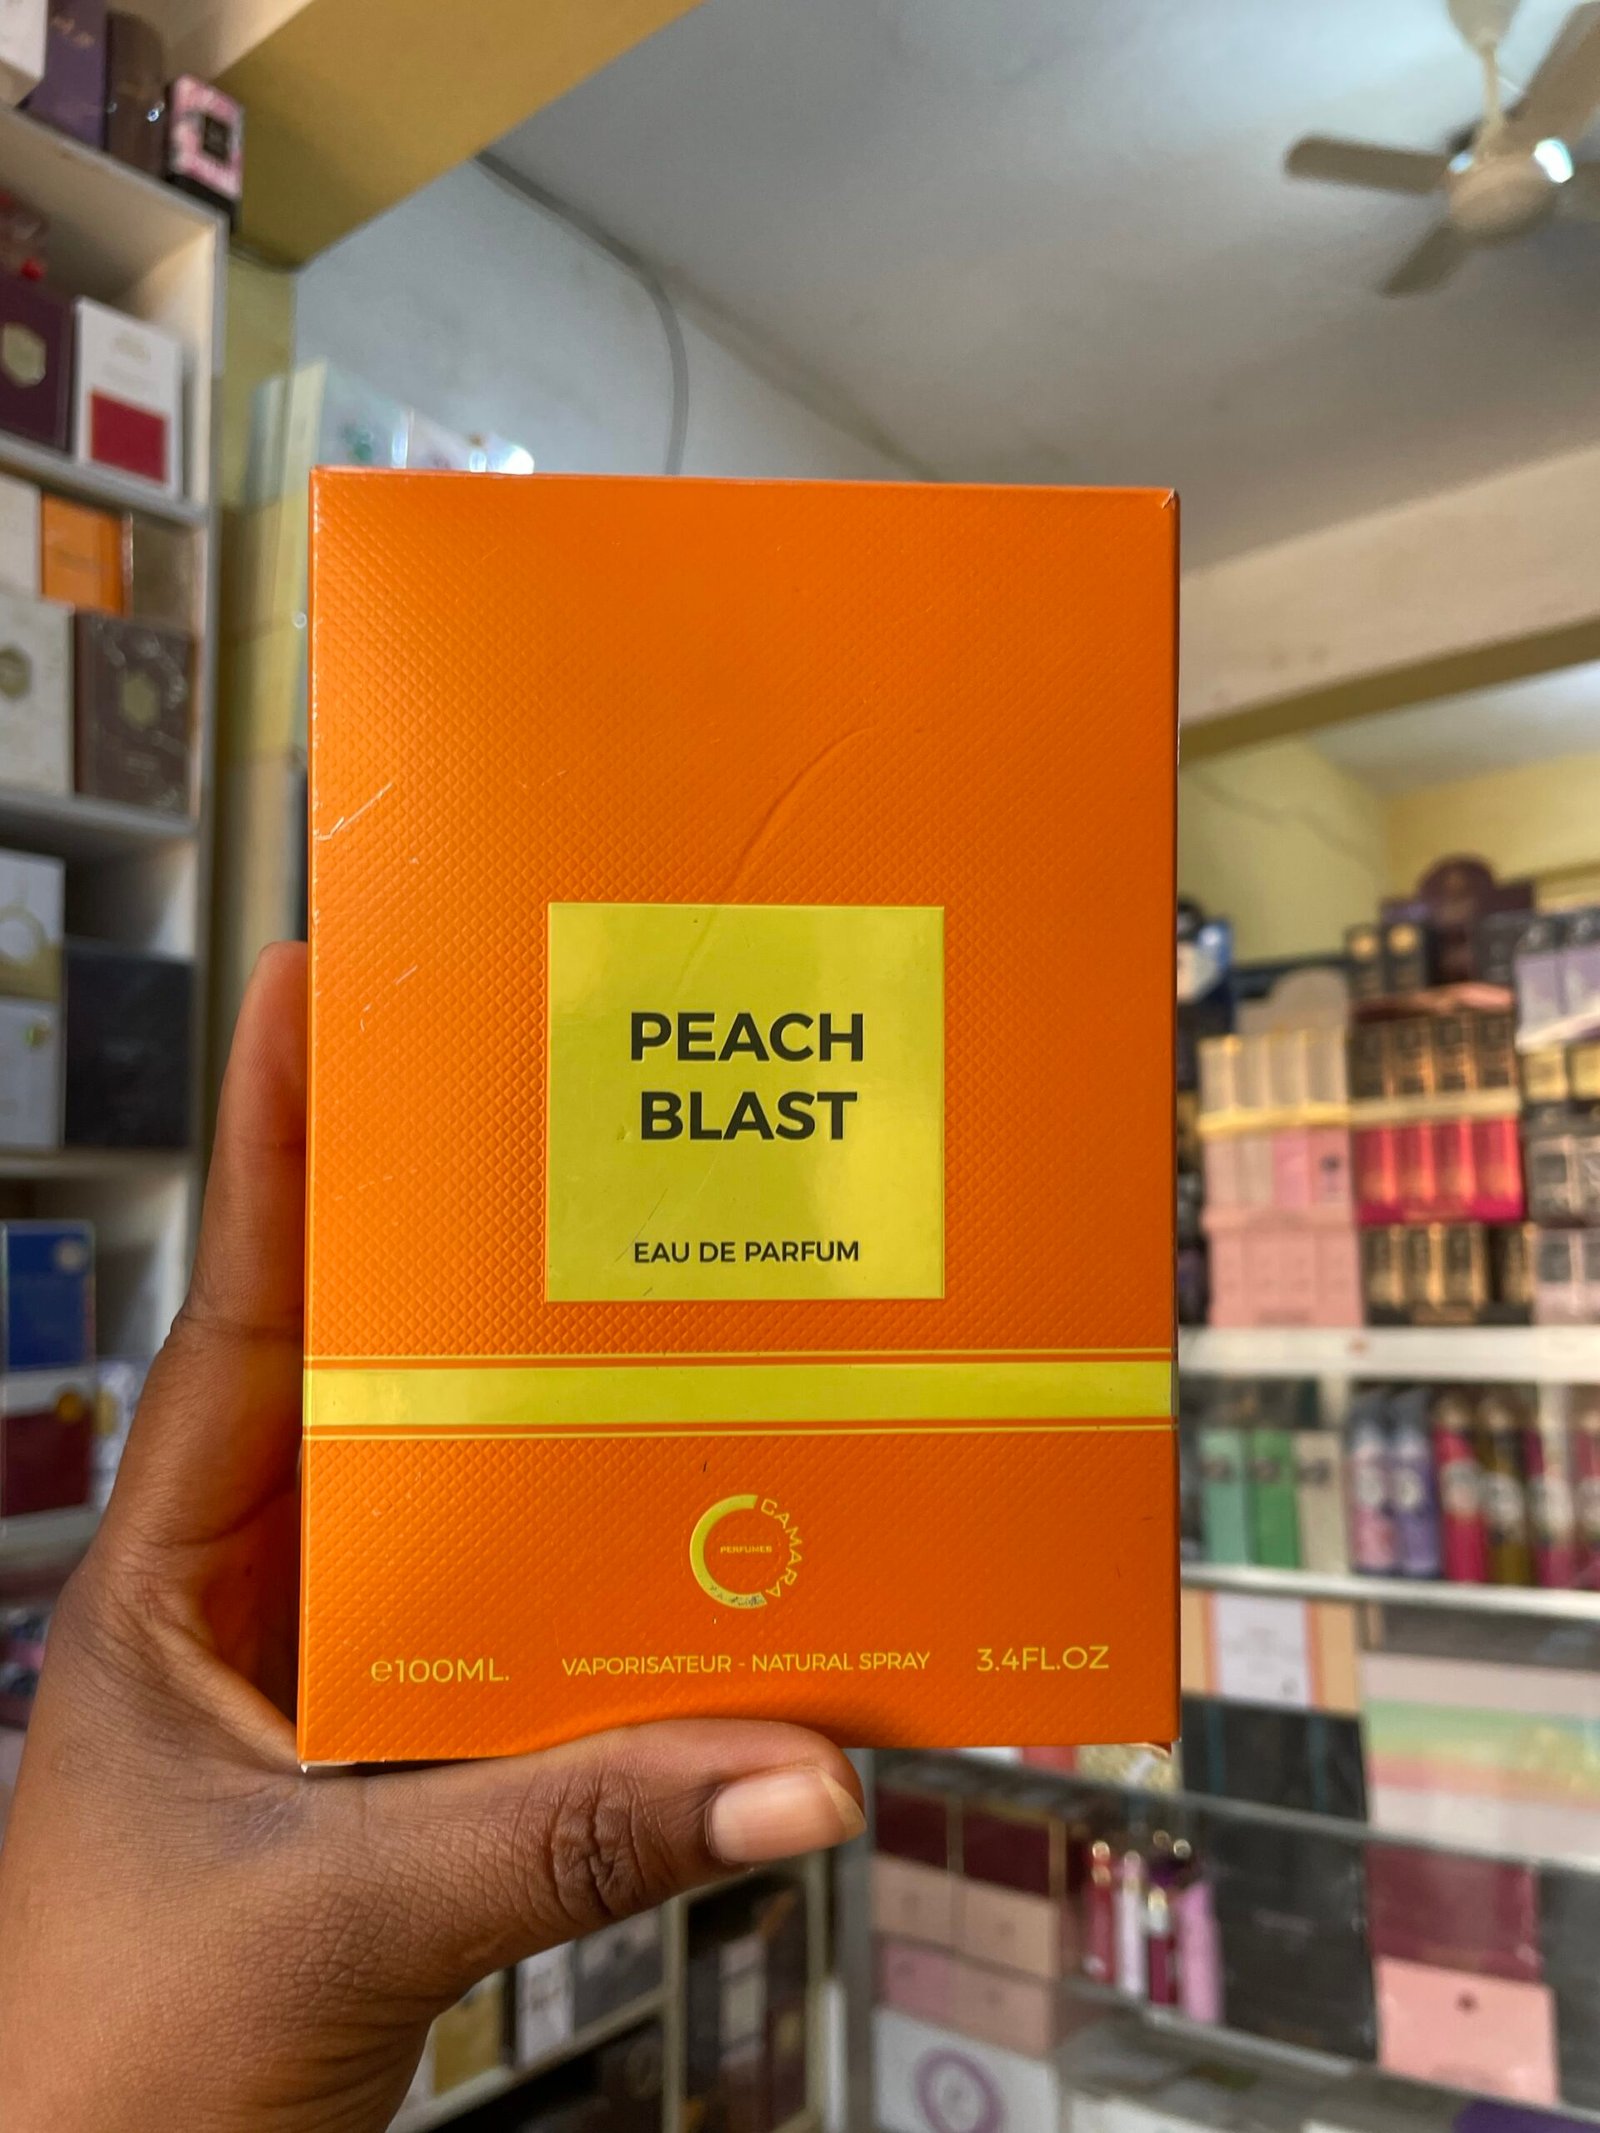 PEACH
BLAST
EAU DE PARFUM
CAMARA
PERFUMES
℮100ML.
VAPORISATEUR - NATURAL SPRAY
3.4FL.OZ